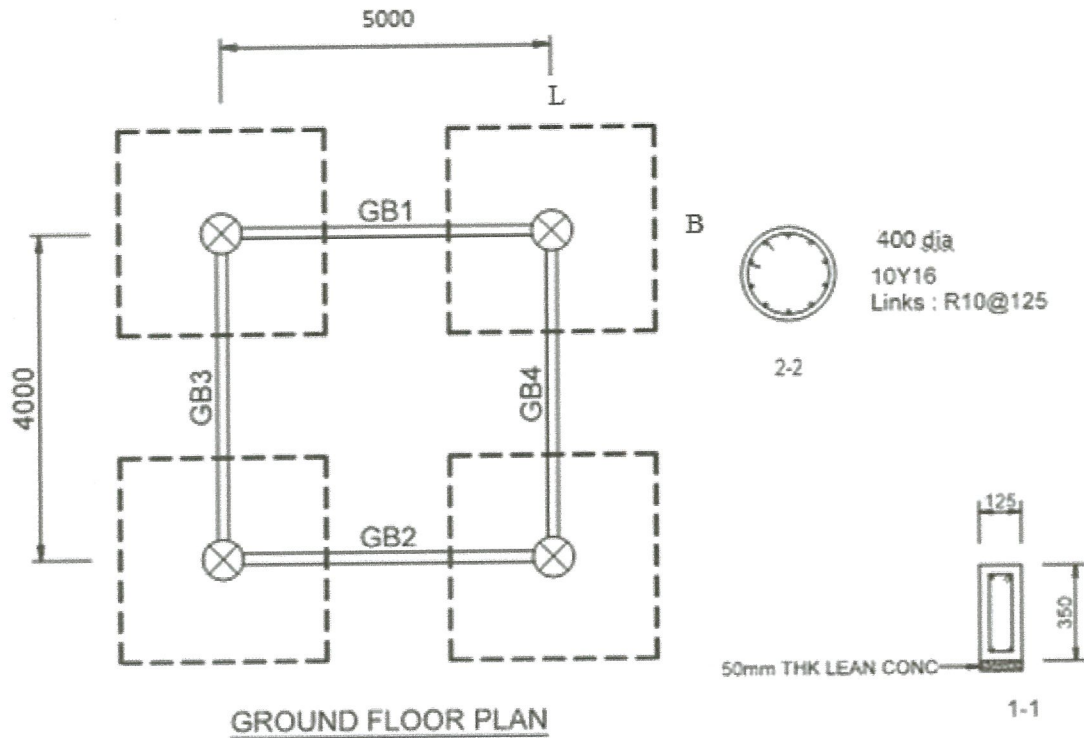 5000
L
GB1
B
400 dia
10Y16
Links : R10@125
2-2
4000
GB3
GB4
GB2
125
350
50mm THK LEAN CONC
1-1
GROUND FLOOR PLAN